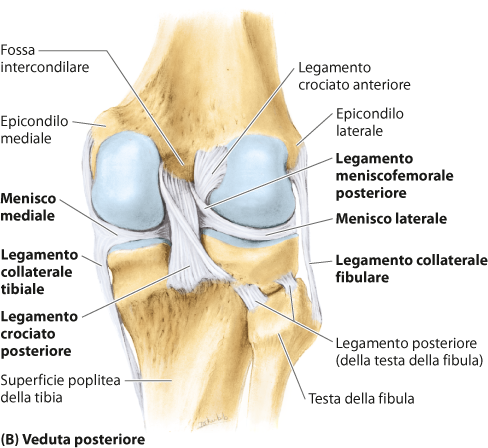 Fossa
intercondilare
Epicondilo
mediale
Menisco
mediale
Legamento
collaterale
tibiale
Legamento
crociato
posteriore
Superficie poplitea
della tibia
Legamento
crociato anteriore
Epicondilo
laterale
Legamento
meniscofemorale
posteriore
Menisco laterale
Legamento collaterale
fibulare
Legamento posteriore
(della testa della fibula)
Testa della fibula
(B) Veduta posteriore